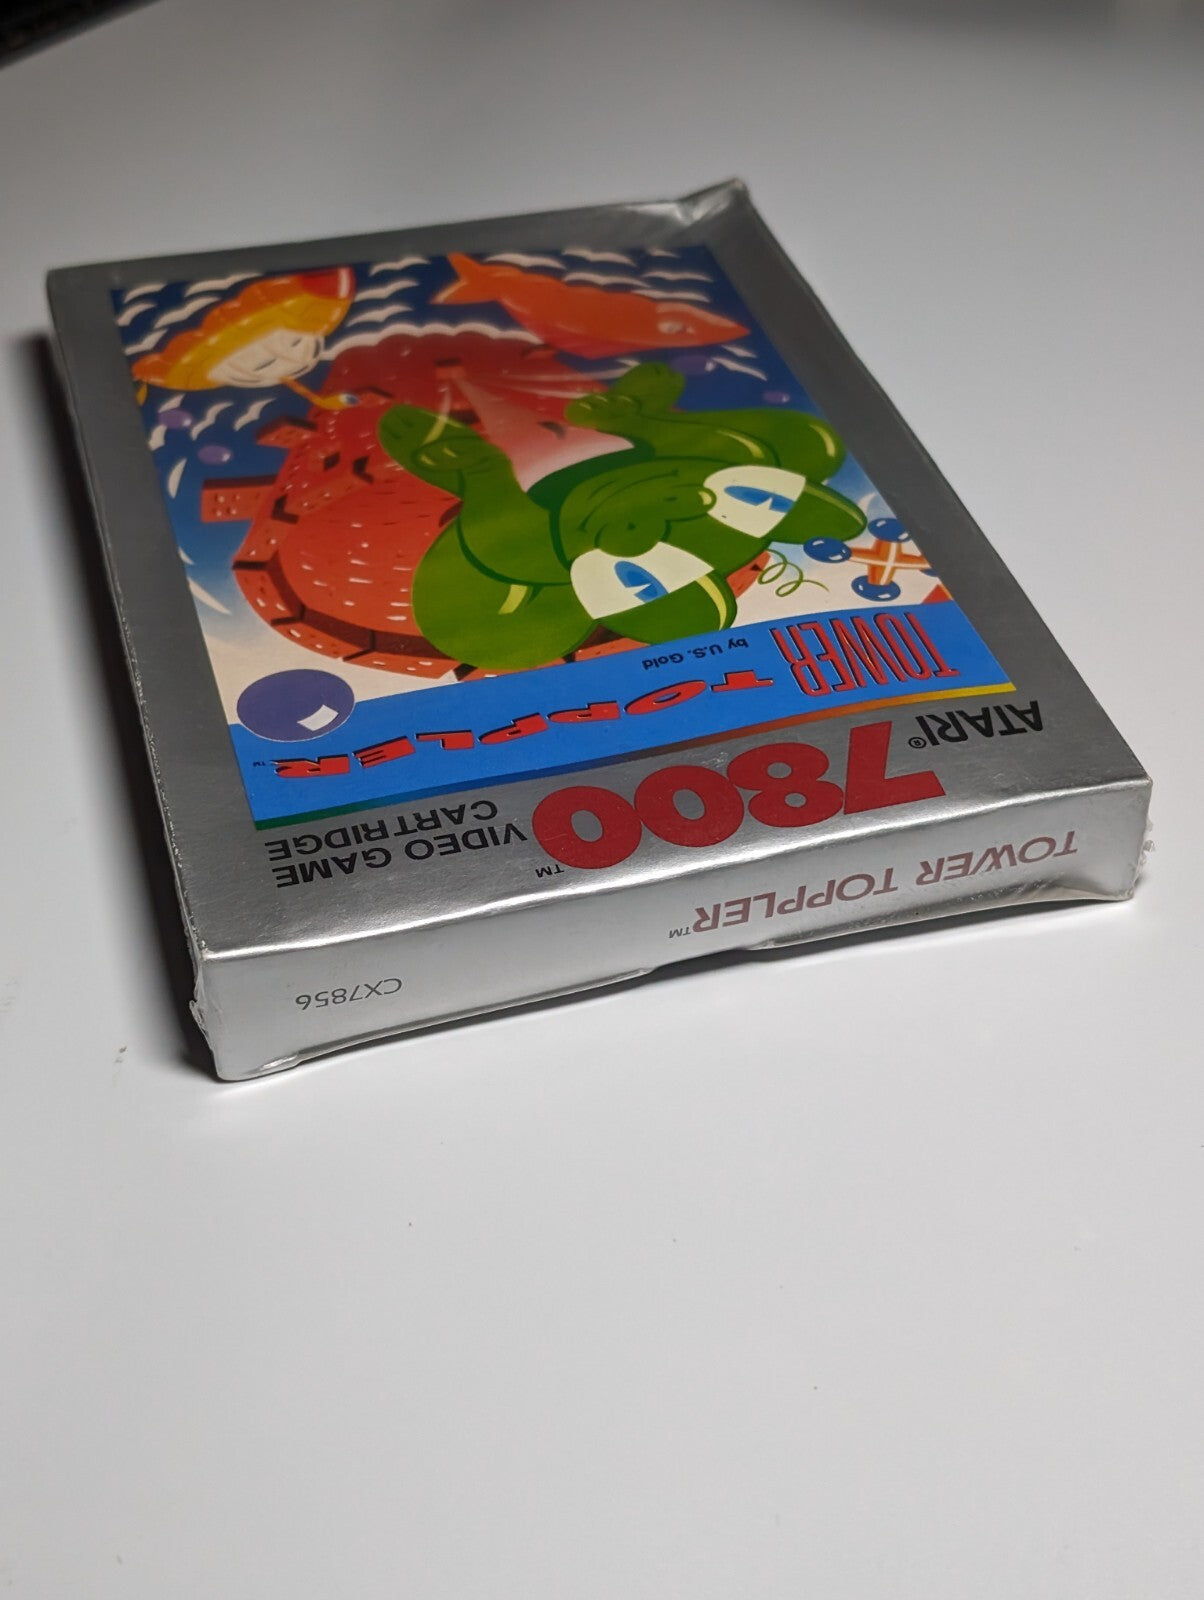 ATARI® 7800™ VIDEO GAME
CARTRIDGE
TOWER TOPPLER™
by U.S. Gold
TOWER TOPPLER™
CX7856